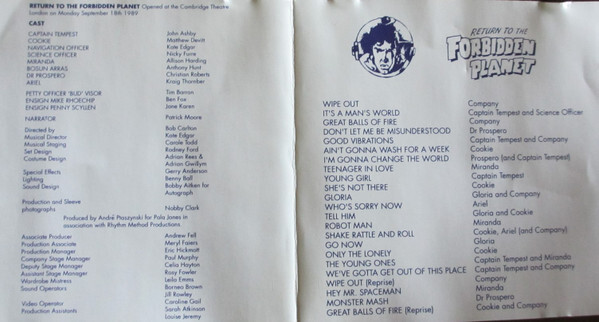 RETURN TO THE FORBIDDEN PLANET Opened at the Cambridge Theatre
London on Monday September 18th 1989
CAST
CAPTAIN TEMPEST John Ashby
COOKIE Matthew Devitt
NAVIGATION OFFICER Kate Edgar
SCIENCE OFFICER Nicky Furre
MIRANDA Allison Harding
BOSUN ARRAS Anthony Hunt
DR PROSPERO Christian Roberts
ARIEL Kraig Thornber
PETTY OFFICER 'BUD' VISOR Tim Barron
ENSIGN MIKE RHOECHIP Ben Fox
ENSIGN PENNY SCYLLEN Jane Karen
NARRATOR Patrick Moore
Directed by Bob Carlton
Musical Director Kate Edgar
Musical Staging Carole Todd
Set Design Rodney Ford
Costume Design Adrian Rees &
Adrian Gwillym
Special Effects Gerry Anderson
Lighting Benny Ball
Sound Design Bobby Aitken for
Autograph
Production and Sleeve
photographs Nobby Clark
Produced by André Ptaszynski for Pola Jones in
association with Rhythm Method Productions
Associate Producer Andrew Fell
Production Associate Meryl Faiers
Production Manager Eric Hickmott
Company Stage Manager Paul Murphy
Deputy Stage Manager Celia Hayton
Assistant Stage Manager Rosy Fowler
Wardrobe Mistress Leila Emms
Sound Operators Barnea Brown
Jill Rowley
Video Operator Caroline Gail
Production Assistants Sarah Atkinson
Louise Jeremy
RETURN TO THE
FORBIDDEN
PLANET
WIPE OUT Company
IT'S A MAN'S WORLD Captain Tempest and Science Officer
GREAT BALLS OF FIRE Company
DON'T LET ME BE MISUNDERSTOOD Dr Prospero
GOOD VIBRATIONS Captain Tempest and Company
AIN'T GONNA WASH FOR A WEEK Cookie
I'M GONNA CHANGE THE WORLD Prospero (and Captain Tempest)
TEENAGER IN LOVE Miranda
YOUNG GIRL Captain Tempest
SHE'S NOT THERE Cookie
GLORIA Gloria and Company
WHO'S SORRY NOW Ariel
TELL HIM Gloria and Cookie
ROBOT MAN Miranda
SHAKE RATTLE AND ROLL Cookie, Ariel (and Company)
GO NOW Gloria
ONLY THE LONELY Cookie
THE YOUNG ONES Captain Tempest and Miranda
WE'VE GOTTA GET OUT OF THIS PLACE Captain Tempest and Company
WIPE OUT (Reprise) Company
HEY MR. SPACEMAN Miranda
MONSTER MASH Dr Prospero
GREAT BALLS OF FIRE (Reprise) Cookie and Company